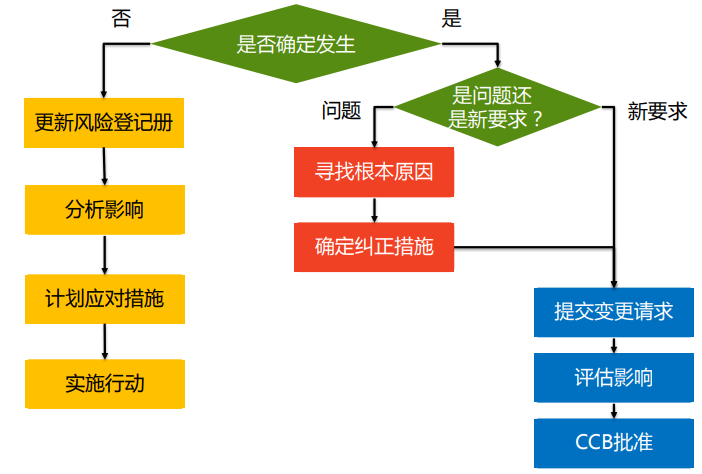 否
是
是否确定发生
是问题还
是新要求？
问题
新要求
更新风险登记册
分析影响
计划应对措施
实施行动
寻找根本原因
确定纠正措施
提交变更请求
评估影响
CCB批准